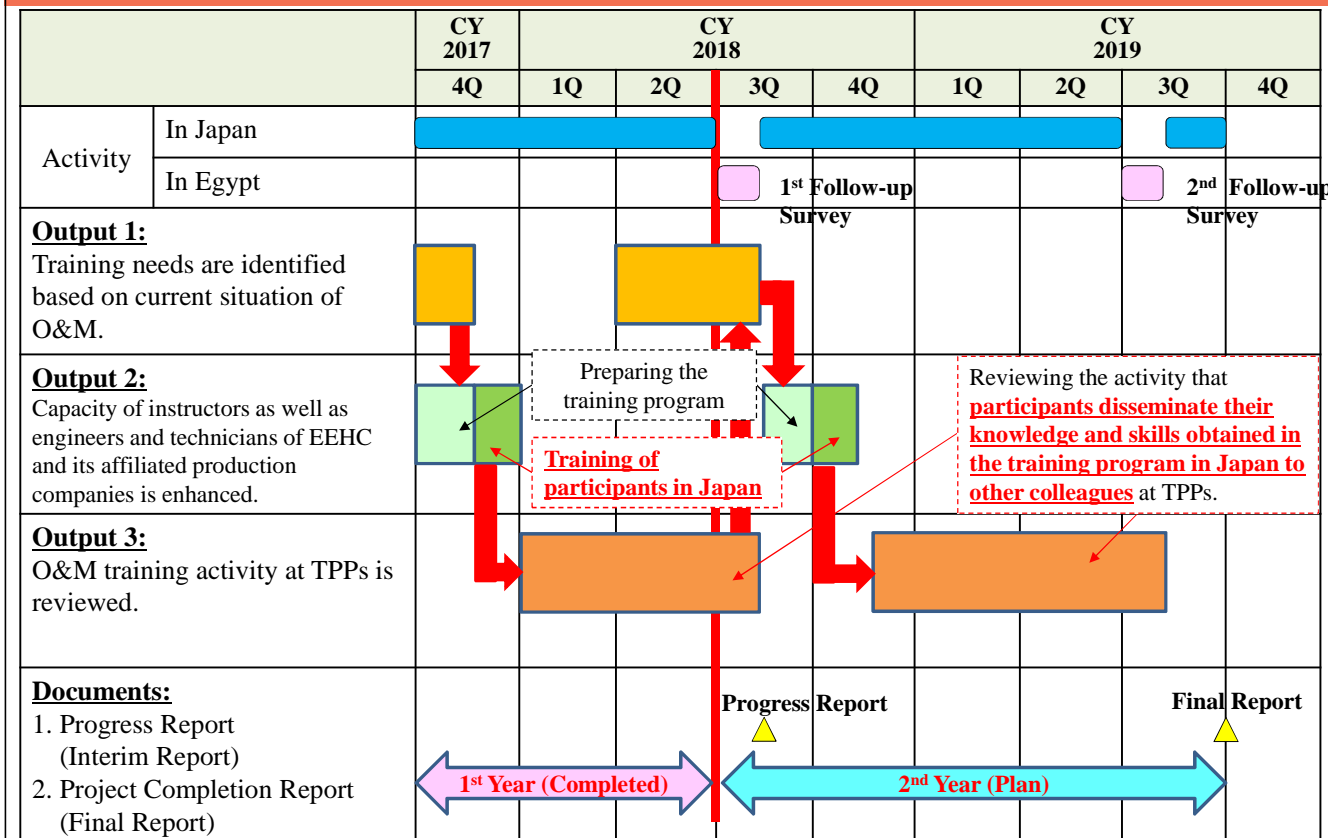 CY
2017
CY
2018
CY
2019
4Q
1Q
2Q
3Q
4Q
1Q
2Q
3Q
4Q
Activity
In Japan
In Egypt
1st Follow-up
Survey
2nd Follow-up
Survey
Output 1:
Training needs are identified
based on current situation of
O&M.
Output 2:
Capacity of instructors as well as
engineers and technicians of EEHC
and its affiliated production
companies is enhanced.
Preparing the
training program
Training of
participants in Japan
Reviewing the activity that
participants disseminate their
knowledge and skills obtained in
the training program in Japan to
other colleagues at TPPs.
Output 3:
O&M training activity at TPPs is
reviewed.
Documents:
1. Progress Report
(Interim Report)
2. Project Completion Report
(Final Report)
Progress Report
Final Report
1st Year (Completed)
2nd Year (Plan)